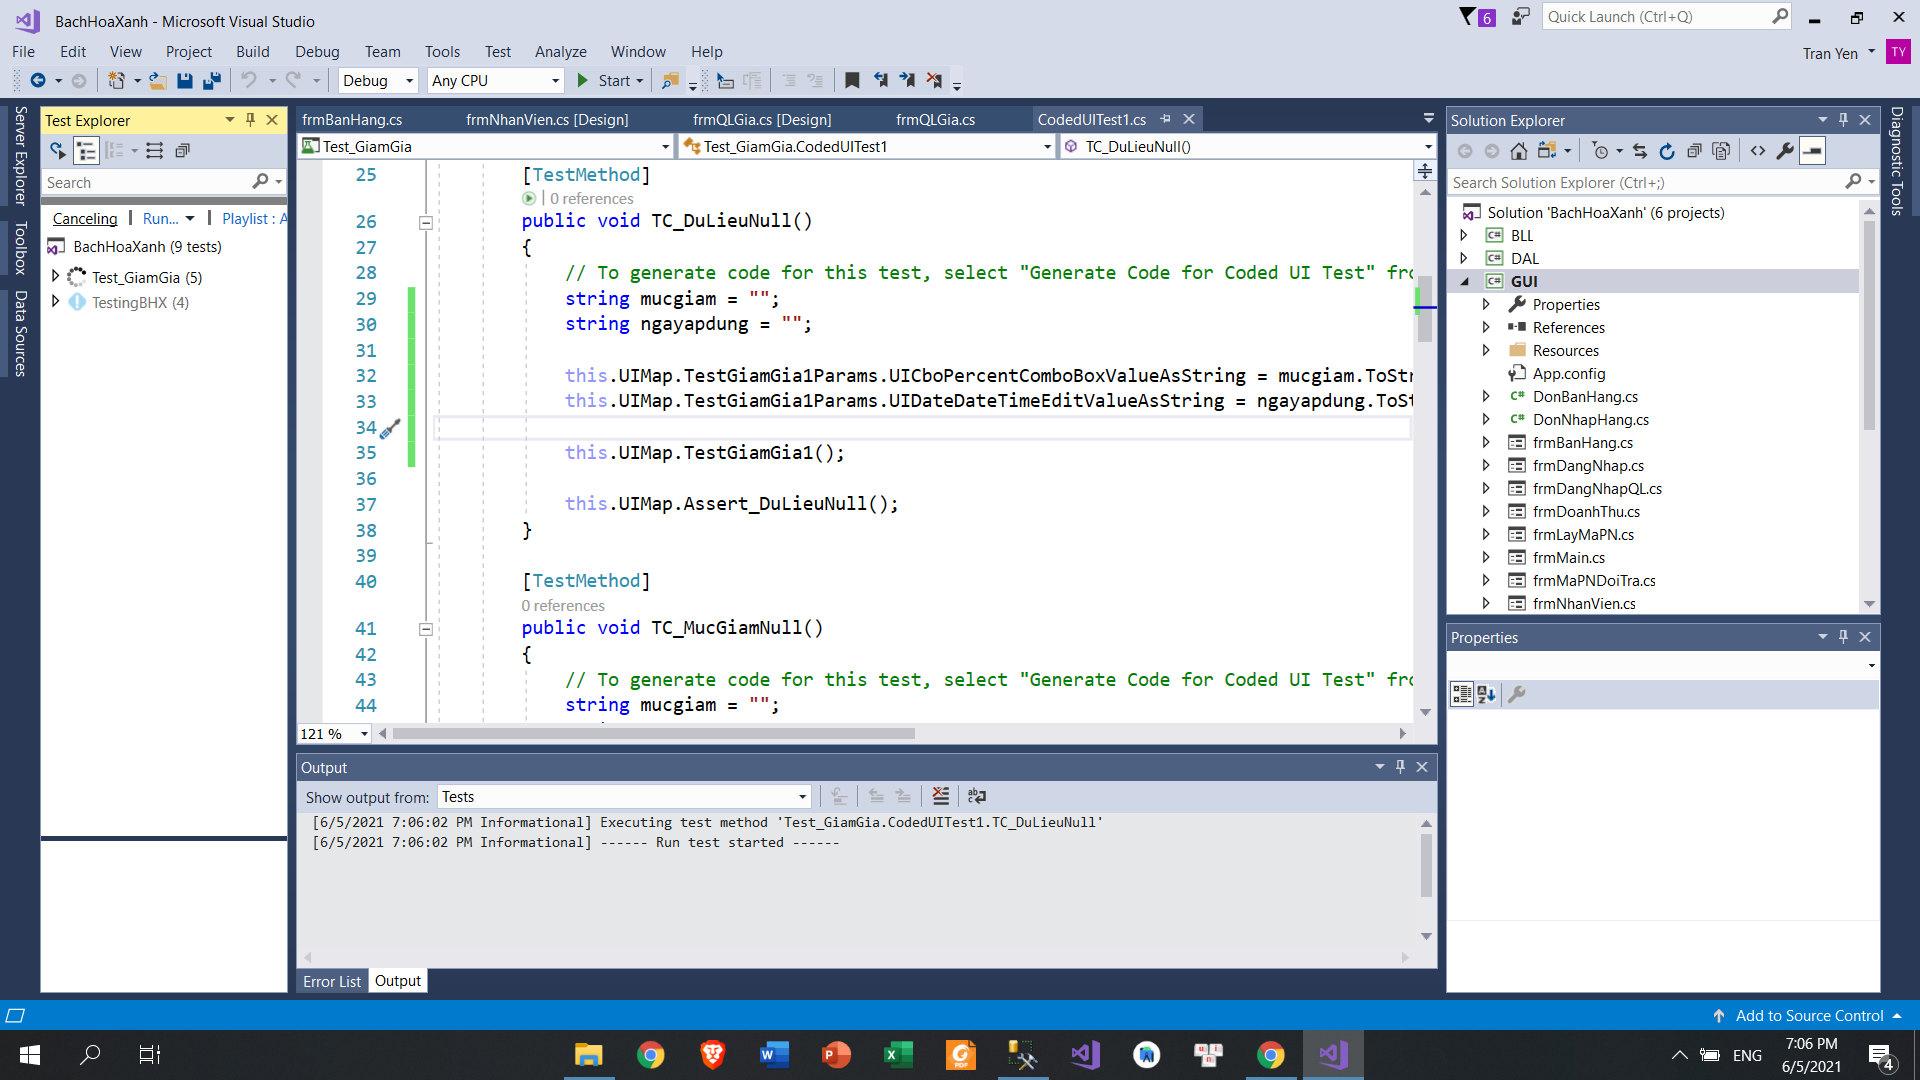 BachHoaXanh - Microsoft Visual Studio
6
Quick Launch (Ctrl+Q)
File Edit View Project Build Debug Team Tools Test Analyze Window Help
Tran Yen
TY
Debug
Any CPU
Start
Server Explorer
Toolbox
Data Sources
Test Explorer
Search
Canceling | Run... | Playlist : A
BachHoaXanh (9 tests)
Test_GiamGia (5)
TestingBHX (4)
frmBanHang.cs
frmNhanVien.cs [Design]
frmQLGia.cs [Design]
frmQLGia.cs
CodedUITest1.cs
Test_GiamGia
Test_GiamGia.CodedUITest1
TC_DuLieuNull()
25 [TestMethod]
| 0 references
26 public void TC_DuLieuNull()
27 {
28 // To generate code for this test, select "Generate Code for Coded UI Test" fro
29 string mucgiam = "";
30 string ngayapdung = "";
31
32 this.UIMap.TestGiamGia1Params.UICboPercentComboBoxValueAsString = mucgiam.ToStr
33 this.UIMap.TestGiamGia1Params.UIDateDateTimeEditValueAsString = ngayapdung.ToSt
34
35 this.UIMap.TestGiamGia1();
36
37 this.UIMap.Assert_DuLieuNull();
38 }
39
40 [TestMethod]
0 references
41 public void TC_MucGiamNull()
42 {
43 // To generate code for this test, select "Generate Code for Coded UI Test" fro
44 string mucgiam = "";
121 %
Output
Show output from: Tests
[6/5/2021 7:06:02 PM Informational] Executing test method 'Test_GiamGia.CodedUITest1.TC_DuLieuNull'
[6/5/2021 7:06:02 PM Informational] ------ Run test started ------
Error List
Output
Solution Explorer
Search Solution Explorer (Ctrl+;)
Solution 'BachHoaXanh' (6 projects)
C# BLL
C# DAL
C# GUI
Properties
References
Resources
App.config
C# DonBanHang.cs
C# DonNhapHang.cs
frmBanHang.cs
frmDangNhap.cs
frmDangNhapQL.cs
frmDoanhThu.cs
frmLayMaPN.cs
frmMain.cs
frmMaPNDoiTra.cs
frmNhanVien.cs
Properties
Diagnostic Tools
Add to Source Control
ENG
7:06 PM
6/5/2021
4